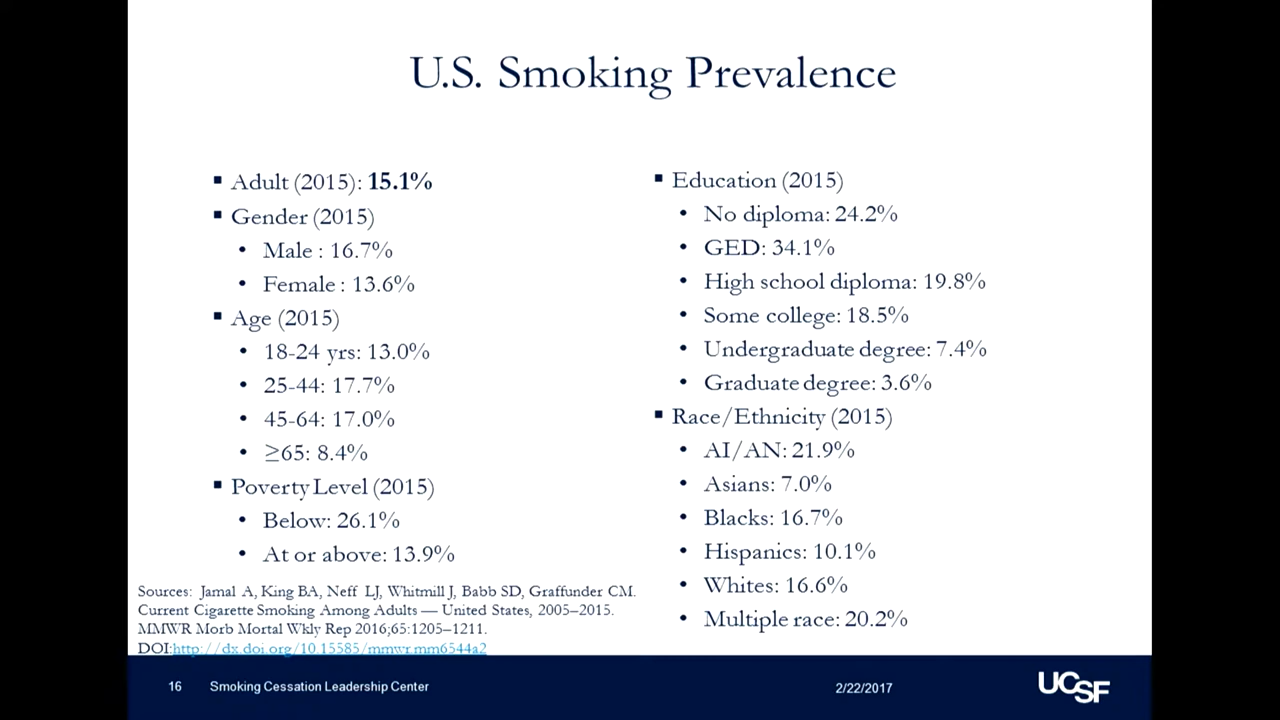 U.S. Smoking Prevalence
▪ Adult (2015): 15.1%
▪ Gender (2015)
• Male : 16.7%
• Female : 13.6%
▪ Age (2015)
• 18-24 yrs: 13.0%
• 25-44: 17.7%
• 45-64: 17.0%
• ≥65: 8.4%
▪ Poverty Level (2015)
• Below: 26.1%
• At or above: 13.9%
Sources: Jamal A, King BA, Neff LJ, Whitmill J, Babb SD, Graffunder CM.
Current Cigarette Smoking Among Adults — United States, 2005–2015.
MMWR Morb Mortal Wkly Rep 2016;65:1205–1211.
DOI:http://dx.doi.org/10.15585/mmwr.mm6544a2
▪ Education (2015)
• No diploma: 24.2%
• GED: 34.1%
• High school diploma: 19.8%
• Some college: 18.5%
• Undergraduate degree: 7.4%
• Graduate degree: 3.6%
▪ Race/Ethnicity (2015)
• AI/AN: 21.9%
• Asians: 7.0%
• Blacks: 16.7%
• Hispanics: 10.1%
• Whites: 16.6%
• Multiple race: 20.2%
16 Smoking Cessation Leadership Center 2/22/2017 UCSF